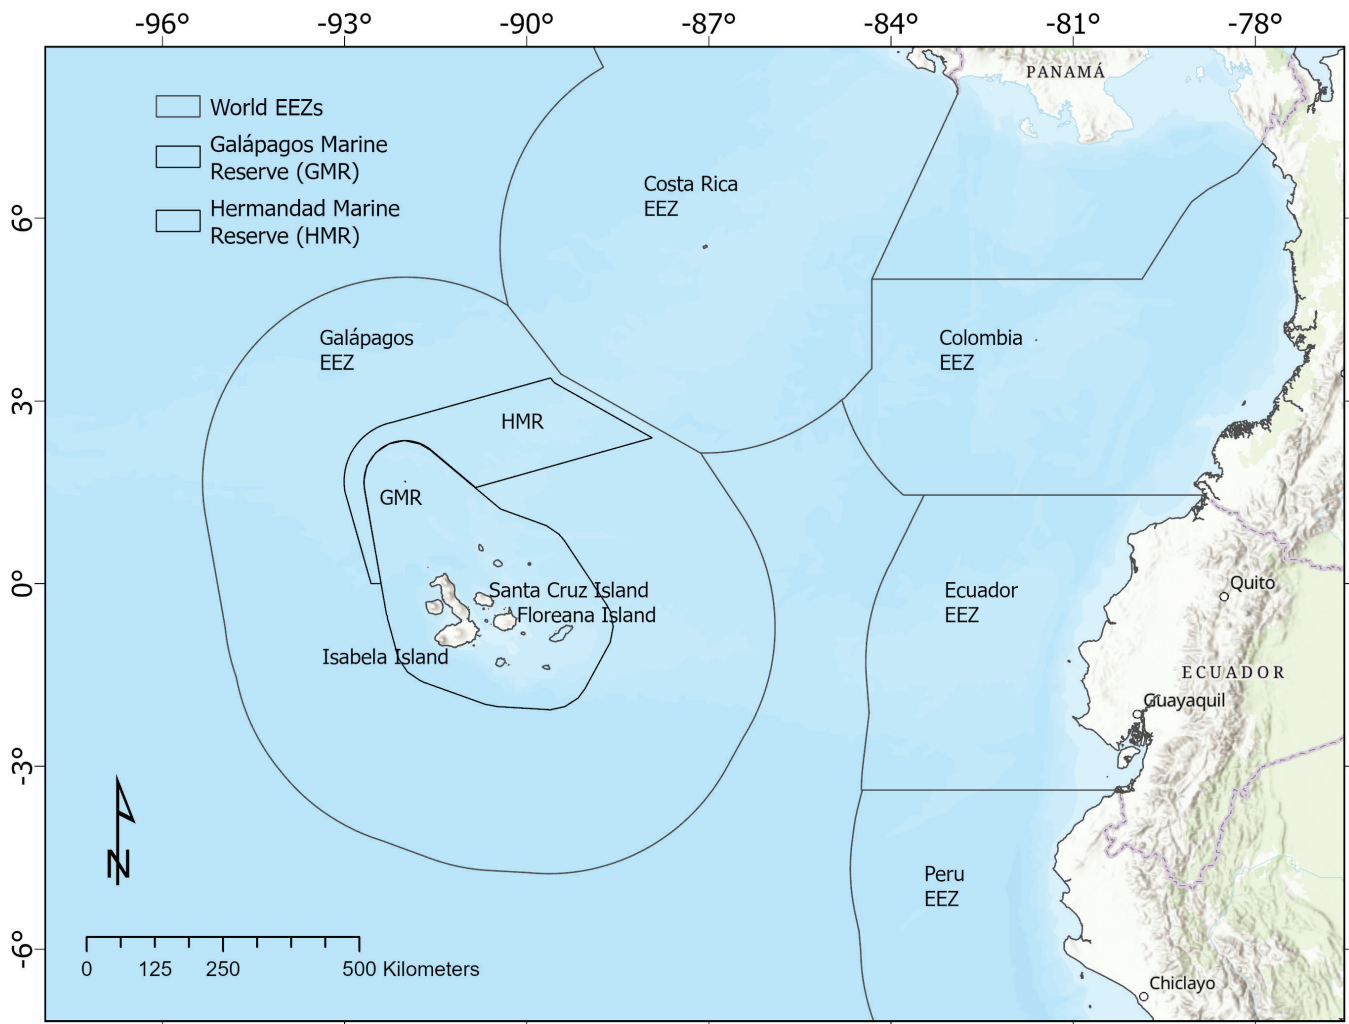 -96° -93° -90° -87° -84° -81° -78°
PANAMÁ
World EEZs
Galápagos Marine
Reserve (GMR)
Hermandad Marine
Reserve (HMR)
Costa Rica
EEZ
6°
Galápagos
EEZ
Colombia
EEZ
3°
HMR
GMR
0°
Santa Cruz Island
Floreana Island
Isabela Island
Ecuador
EEZ
Quito
ECUADOR
Guayaquil
-3°
N
Peru
EEZ
-6°
0 125 250 500 Kilometers
Chiclayo